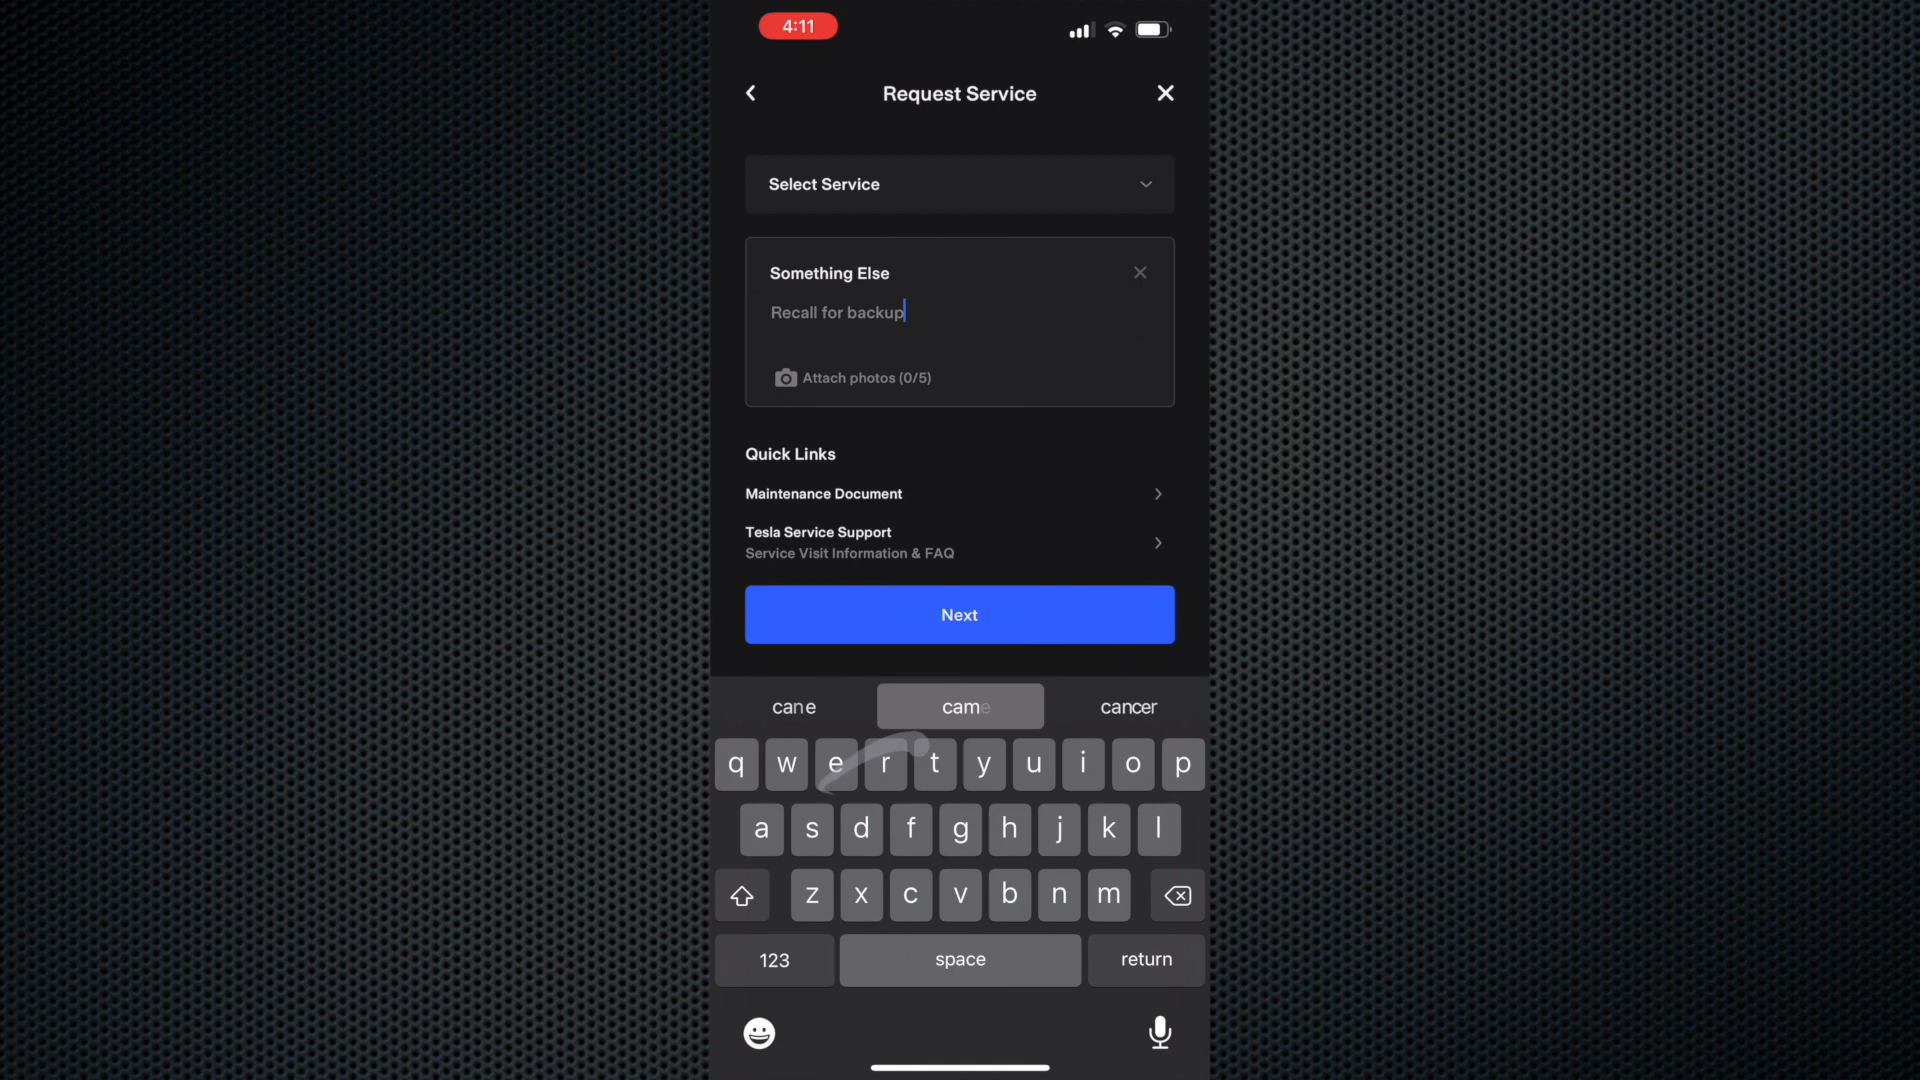 4:11
Request Service
Select Service
Something Else
Recall for backup
Attach photos (0/5)
Quick Links
Maintenance Document
Tesla Service Support
Service Visit Information & FAQ
Next
cane came cancer
q w e r t y u i o p
a s d f g h j k l
z x c v b n m
123 space return